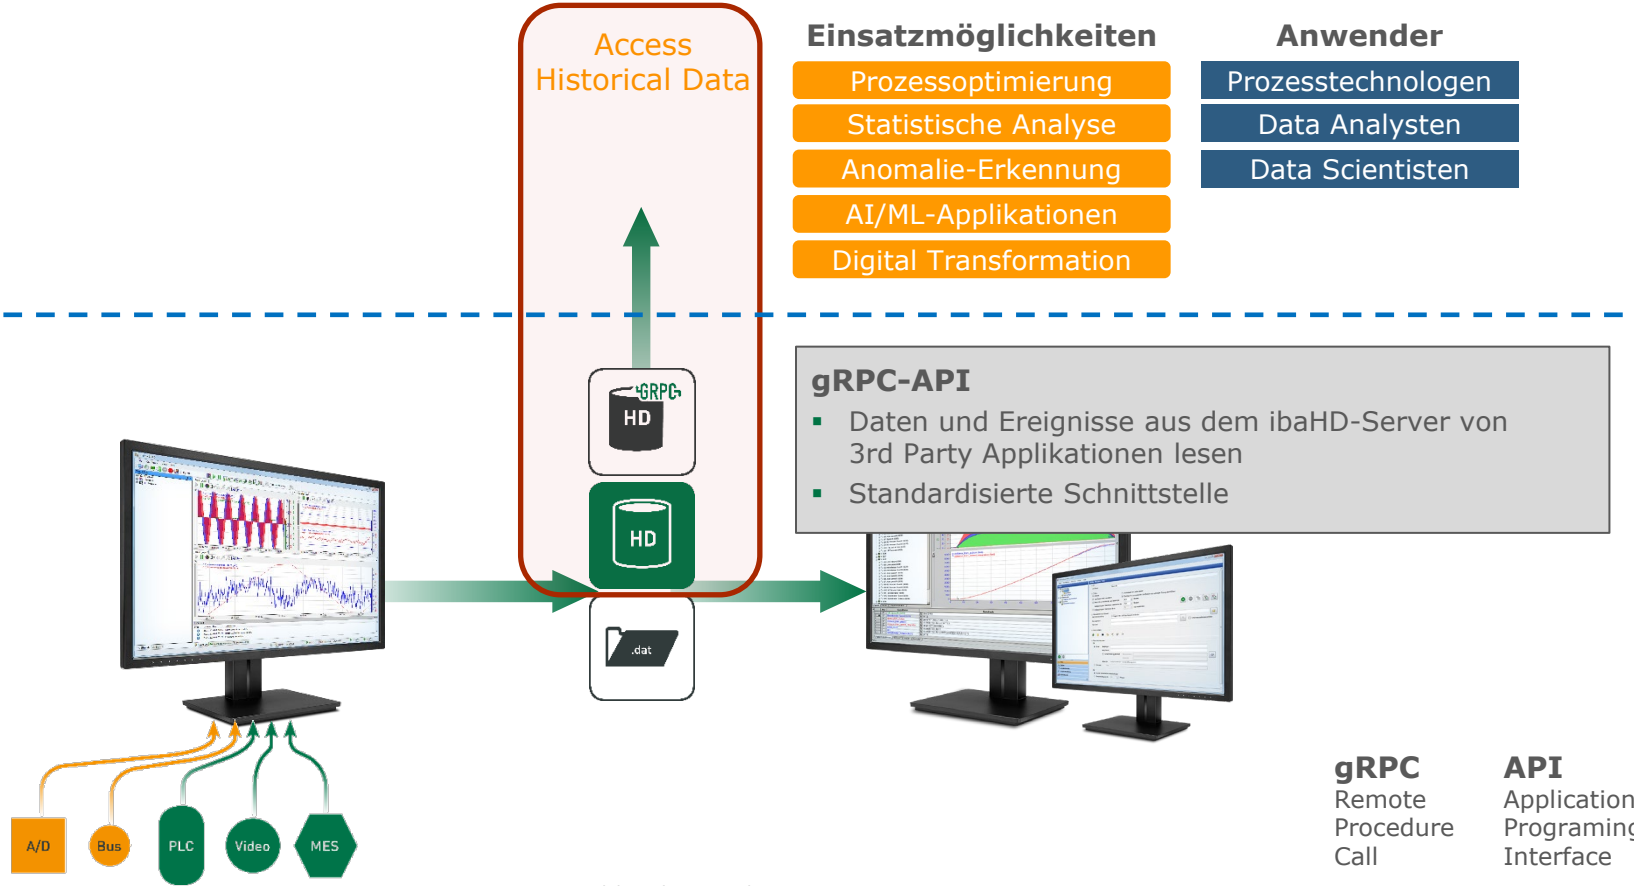 Access
Historical Data
Einsatzmöglichkeiten
Prozessoptimierung
Statistische Analyse
Anomalie-Erkennung
AI/ML-Applikationen
Digital Transformation
Anwender
Prozesstechnologen
Data Analysten
Data Scientisten
GRPC
HD
HD
.dat
gRPC-API
▪ Daten und Ereignisse aus dem ibaHD-Server von
3rd Party Applikationen lesen
▪ Standardisierte Schnittstelle
A/D
Bus
PLC
Video
MES
gRPC
Remote
Procedure
Call
API
Application
Programing
Interface